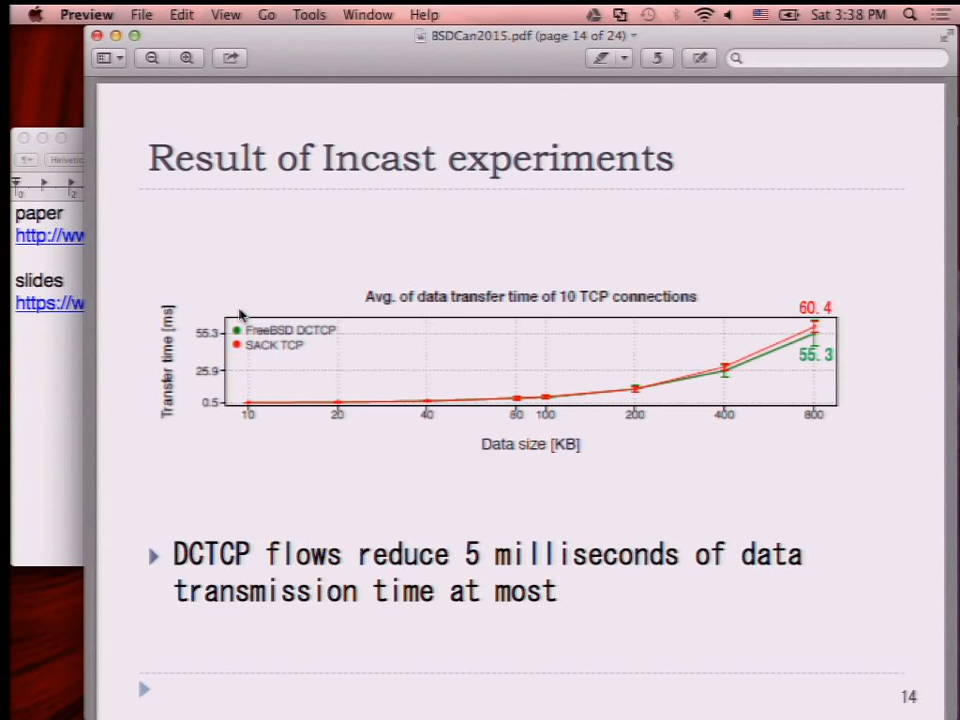 Preview File Edit View Go Tools Window Help Sat 3:38 PM
BSDCan2015.pdf (page 14 of 24)
Helvetic
0 2
paper
http://ww
slides
https://w
Result of Incast experiments
Avg. of data transfer time of 10 TCP connections
60. 4
Transfer time [ms]
55.3
FreeBSD DCTCP
SACK TCP
55. 3
25.9
0.5
10 20 40 80 100 200 400 800
Data size [KB]
DCTCP flows reduce 5 milliseconds of data
transmission time at most
14